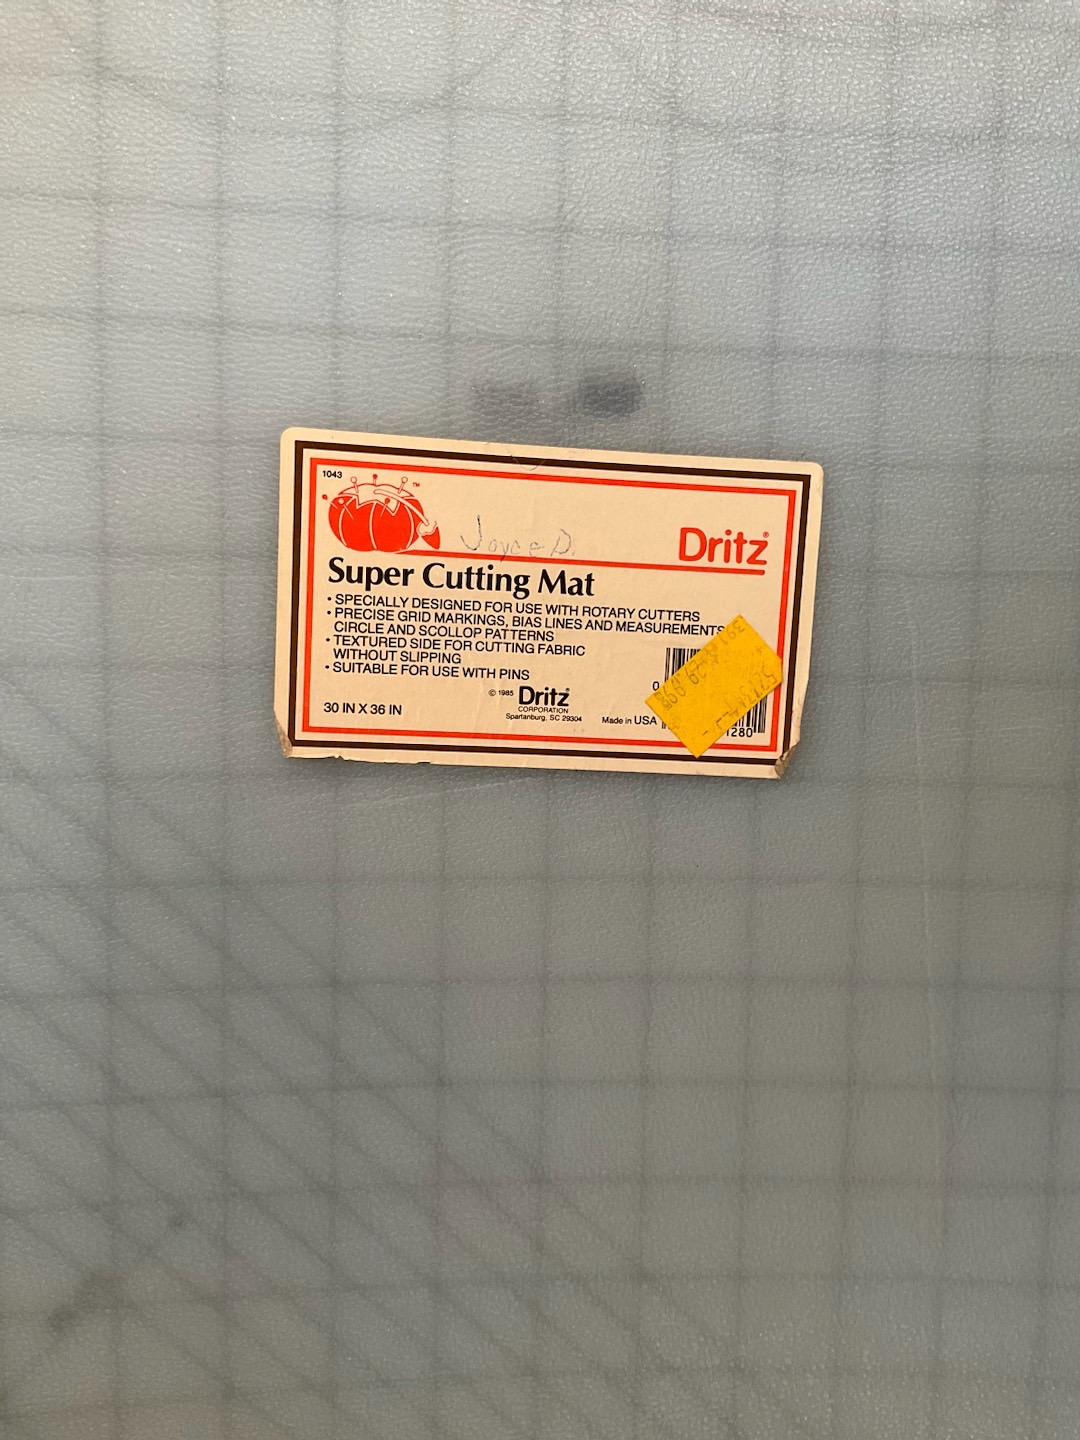 1043
™
Joyce D.
Dritz®
Super Cutting Mat
• SPECIALLY DESIGNED FOR USE WITH ROTARY CUTTERS
• PRECISE GRID MARKINGS, BIAS LINES AND MEASUREMENTS
CIRCLE AND SCOLLOP PATTERNS
• TEXTURED SIDE FOR CUTTING FABRIC
WITHOUT SLIPPING
• SUITABLE FOR USE WITH PINS
© 1985 Dritz®
CORPORATION
Spartanburg, SC 29304
30 IN X 36 IN
Made in USA
0
1280